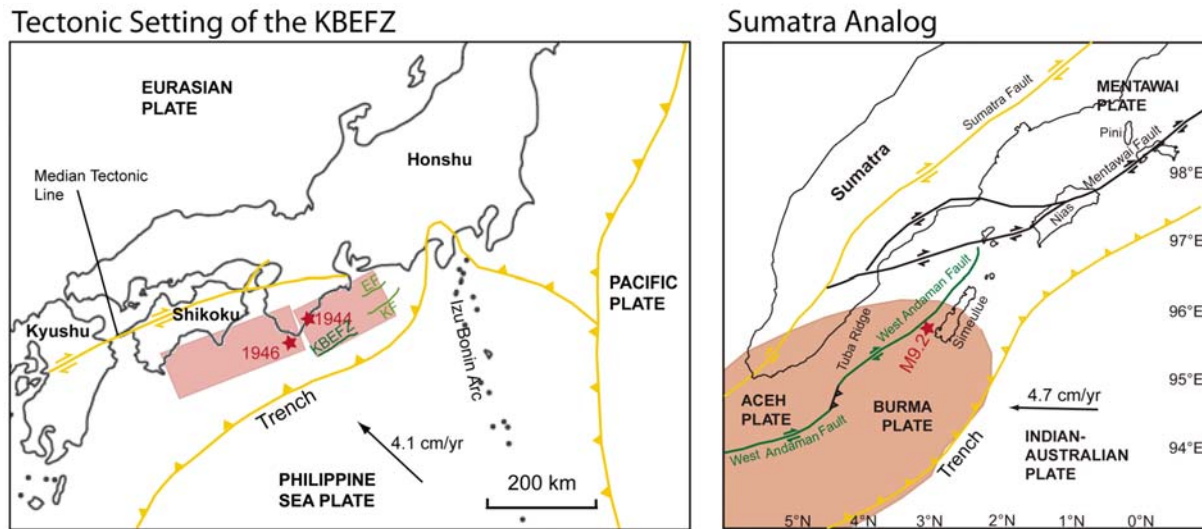 Tectonic Setting of the KBEFZ
EURASIAN
PLATE
Honshu
Median Tectonic
Line
PACIFIC
PLATE
Shikoku
Kyushu
EF
KF
1944
KBEFZ
1946
Izu Bonin Arc
Trench
4.1 cm/yr
PHILIPPINE
SEA PLATE
200 km
Sumatra Analog
MENTAWAI
PLATE
Sumatra Fault
Pini
Mentawai Fault
Sumatra
98°E
Nias
97°E
West Andaman Fault
96°E
Tuba Ridge
Simeulue
M9.2
95°E
ACEH
PLATE
BURMA
PLATE
4.7 cm/yr
West Andaman Fault
Trench
INDIAN-
AUSTRALIAN
PLATE
94°E
5°N
4°N
3°N
2°N
1°N
0°N